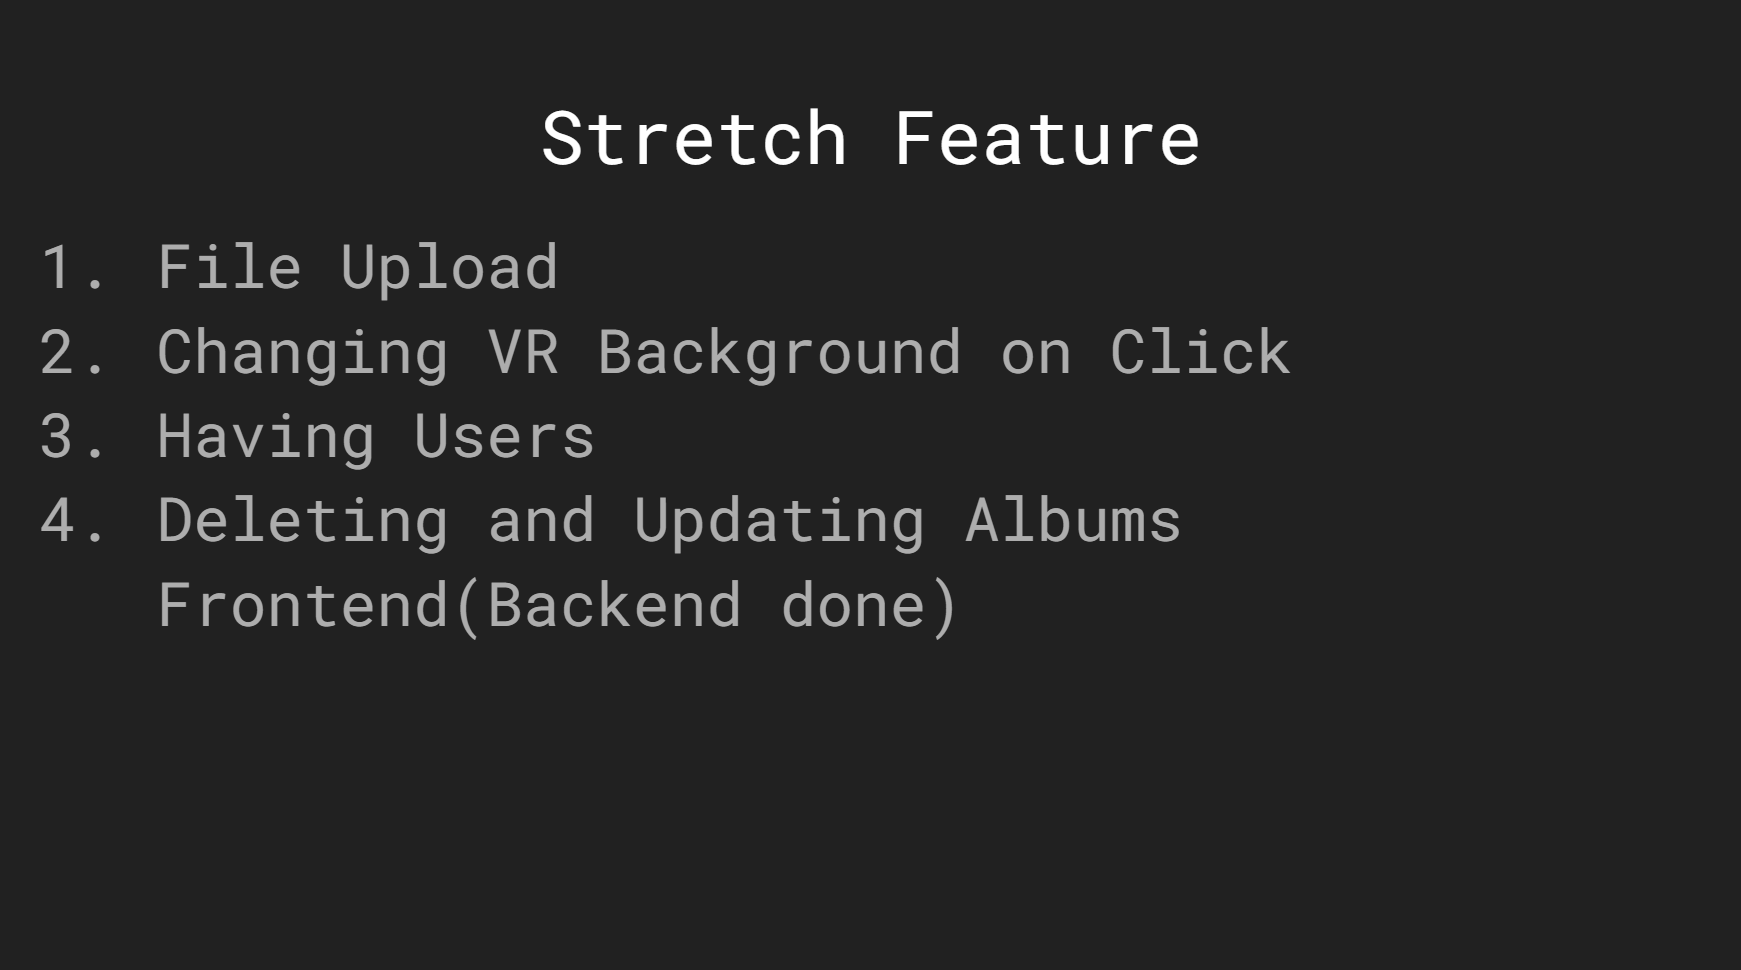 Stretch Feature
1. File Upload
2. Changing VR Background on Click
3. Having Users
4. Deleting and Updating Albums
Frontend(Backend done)